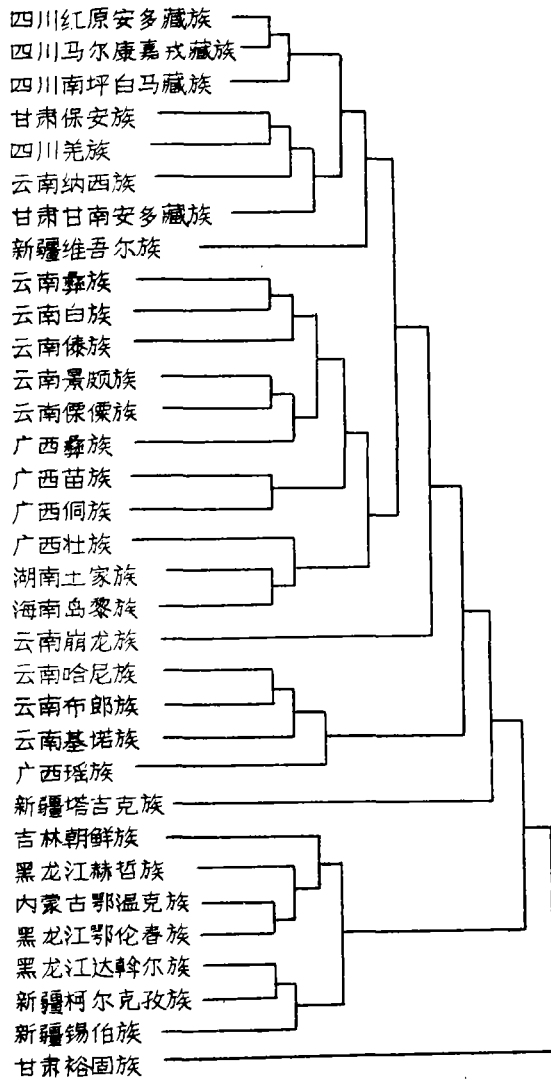 四川红原安多藏族
四川马尔康嘉戎藏族
四川南坪白马藏族
甘肃保安族
四川羌族
云南纳西族
甘肃甘南安多藏族
新疆维吾尔族
云南彝族
云南白族
云南傣族
云南景颇族
云南傈僳族
广西彝族
广西苗族
广西侗族
广西壮族
湖南土家族
海南岛黎族
云南崩龙族
云南哈尼族
云南布郎族
云南基诺族
广西瑶族
新疆塔吉克族
吉林朝鲜族
黑龙江赫哲族
内蒙古鄂温克族
黑龙江鄂伦春族
黑龙江达斡尔族
新疆柯尔克孜族
新疆锡伯族
甘肃裕固族